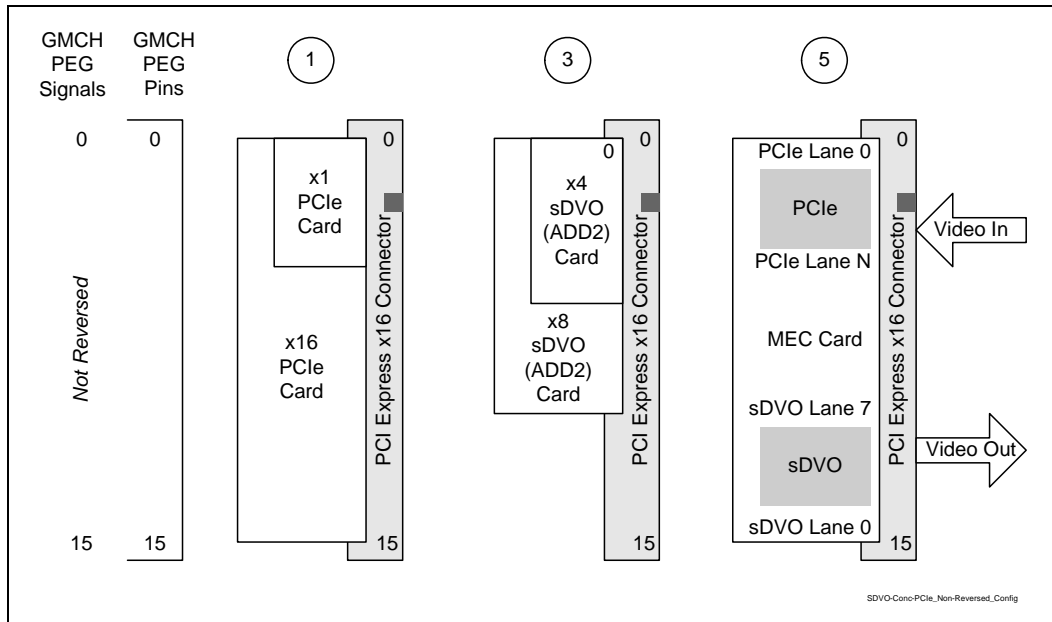 GMCH
PEG
Signals
GMCH
PEG
Pins
1
3
5
0
0
Not Reversed
15
15
0
x1
PCIe
Card
x16
PCIe
Card
PCI Express x16 Connector
15
0
0
x4
sDVO
(ADD2)
Card
x8
sDVO
(ADD2)
Card
PCI Express x16 Connector
15
PCIe Lane 0
0
PCIe
PCIe Lane N
MEC Card
sDVO Lane 7
sDVO
sDVO Lane 0
PCI Express x16 Connector
15
Video In
Video Out
SDVO-Conc-PCIe_Non-Reversed_Config